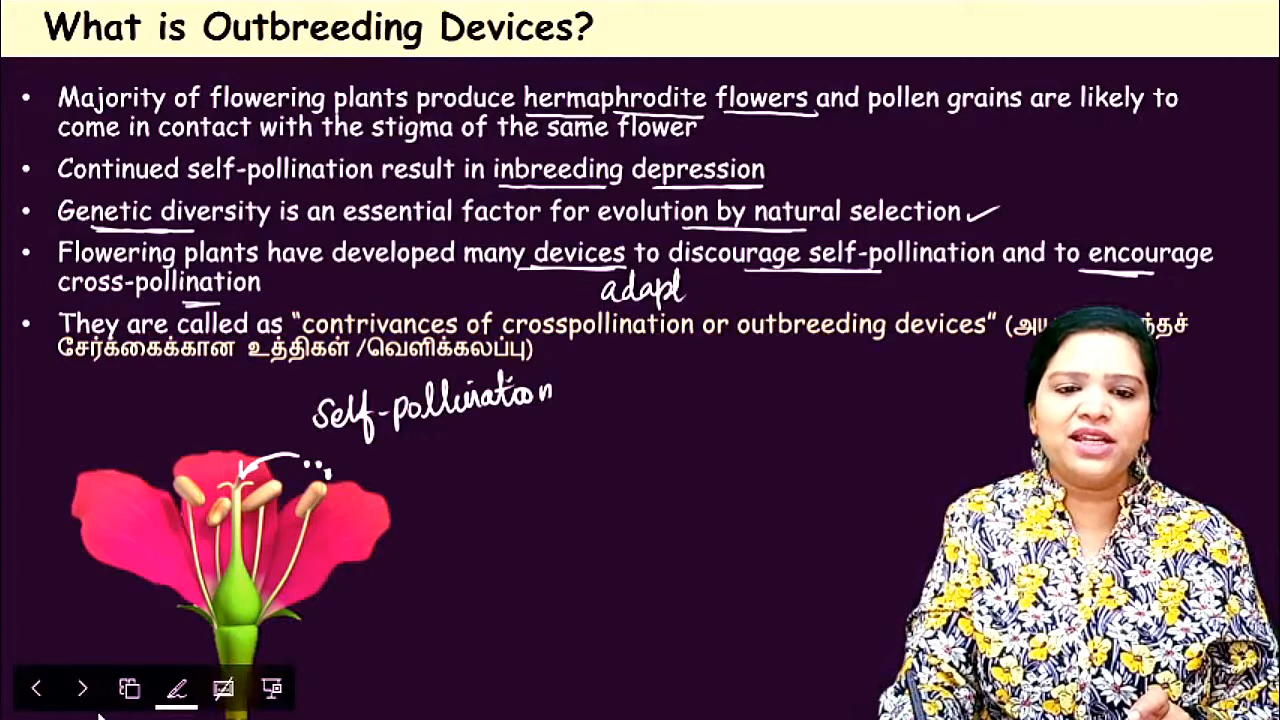 What is Outbreeding Devices?
• Majority of flowering plants produce hermaphrodite flowers and pollen grains are likely to
come in contact with the stigma of the same flower
• Continued self-pollination result in inbreeding depression
• Genetic diversity is an essential factor for evolution by natural selection
• Flowering plants have developed many devices to discourage self-pollination and to encourage
cross-pollination
adapt
• They are called as “contrivances of crosspollination or outbreeding devices” (
சேர்க்கைக்கான உத்திகள் /வெளிக்கலப்பு)
self-pollination